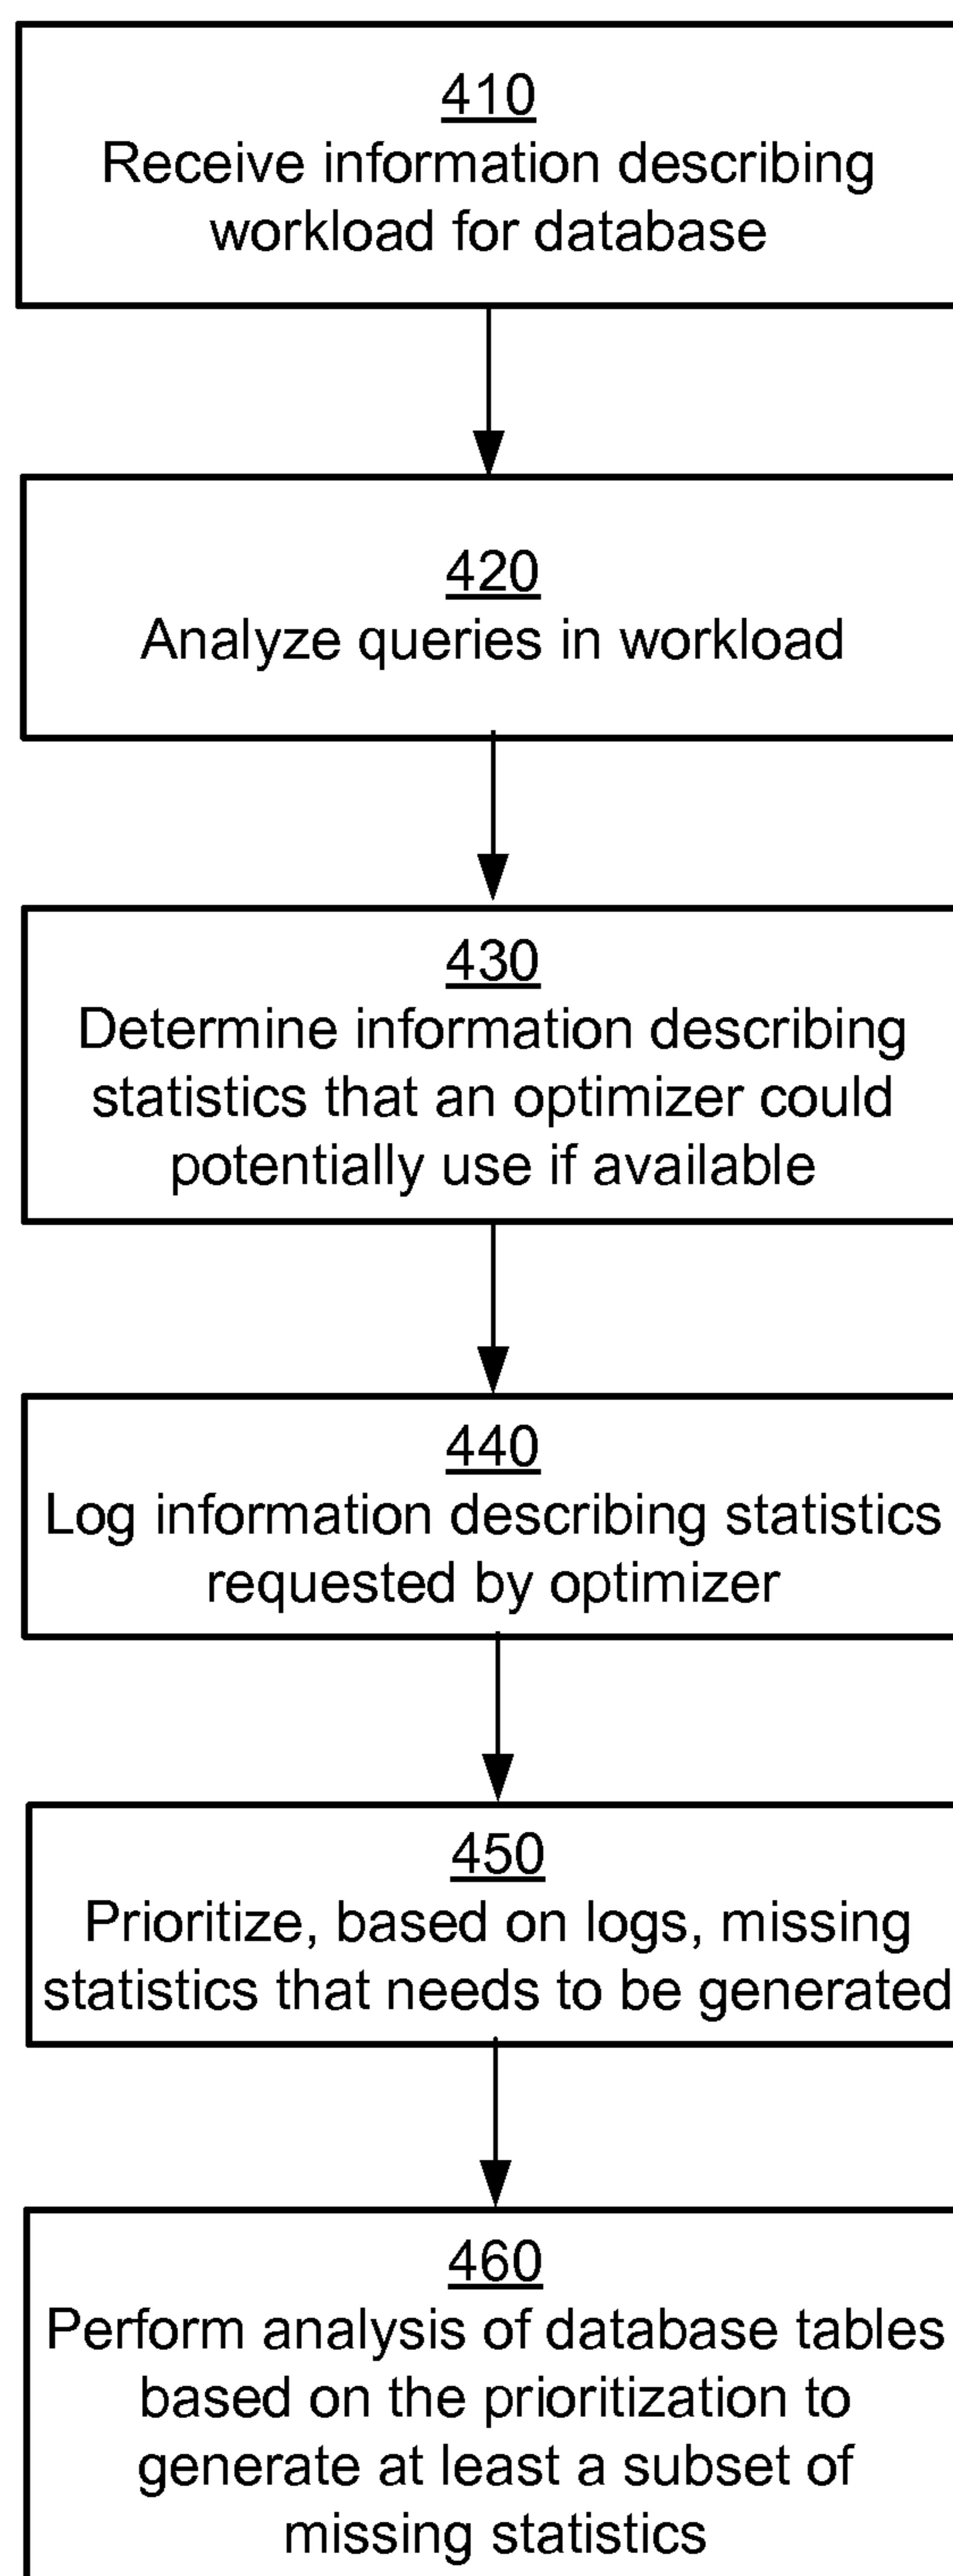 410
Receive information describing
workload for database
420
Analyze queries in workload
430
Determine information describing
statistics that an optimizer could
potentially use if available
440
Log information describing statistics
requested by optimizer
450
Prioritize, based on logs, missing
statistics that needs to be generated
460
Perform analysis of database tables
based on the prioritization to
generate at least a subset of
missing statistics